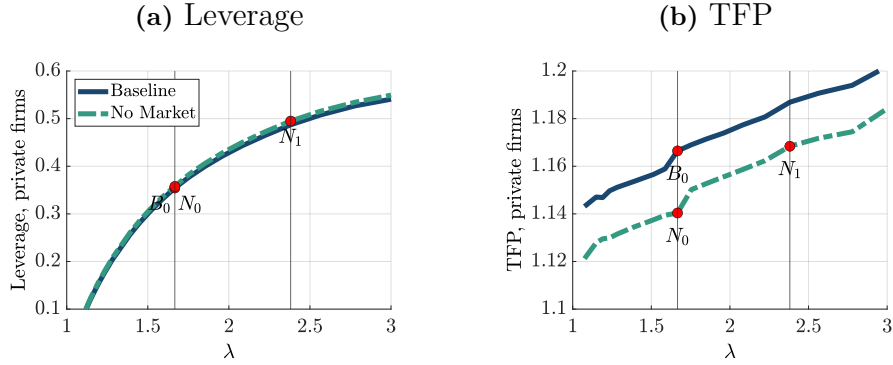 (a) Leverage
Leverage, private firms
0.6
0.5
0.4
0.3
0.2
0.1
Baseline
No Market
N1
B0 N0
1
1.5
2
2.5
3
λ
(b) TFP
TFP, private firms
1.2
1.18
1.16
1.14
1.12
1.1
B0
N1
N0
1
1.5
2
2.5
3
λ